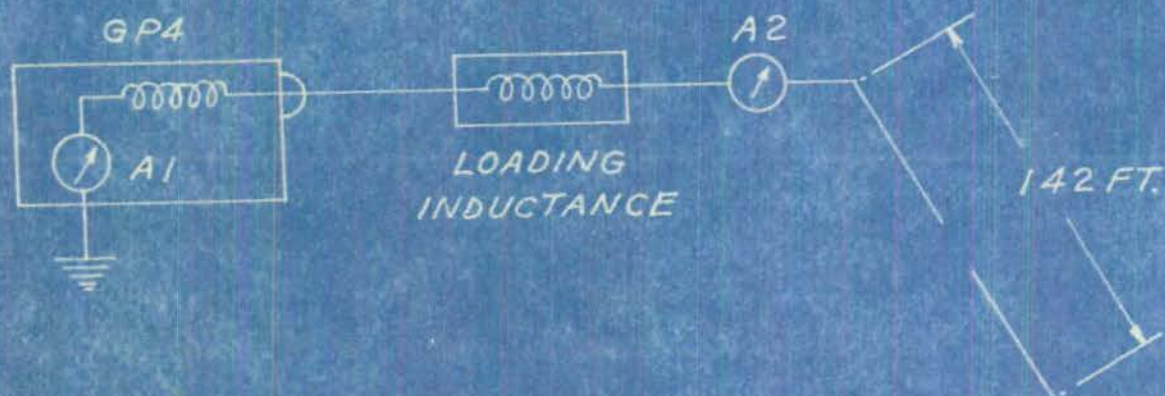 GP4
A2
A1
LOADING
INDUCTANCE
142 FT.